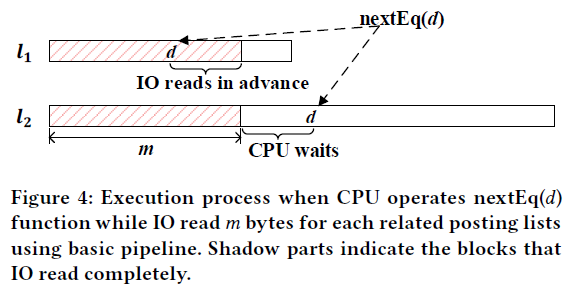 nextEq(d)
l1
d
IO reads in advance
l2
d
m
CPU waits
Figure 4: Execution process when CPU operates nextEq(d)
function while IO read m bytes for each related posting lists
using basic pipeline. Shadow parts indicate the blocks that
IO read completely.